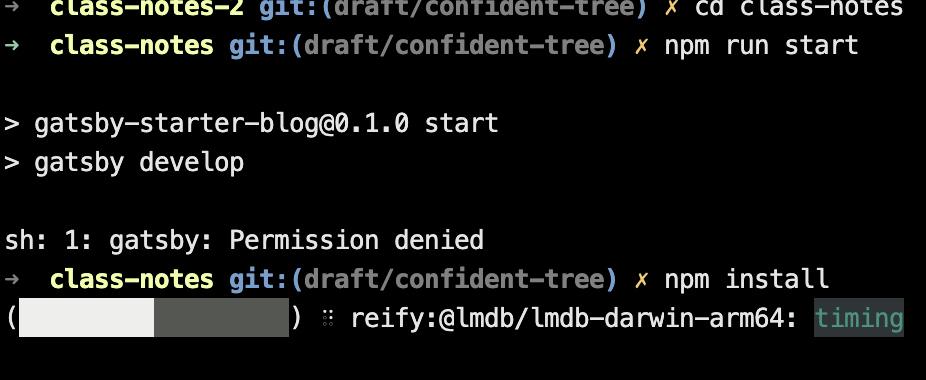 → class-notes-2 git:(draft/confident-tree) ✗ cd class-notes
→ class-notes git:(draft/confident-tree) ✗ npm run start
> gatsby-starter-blog@0.1.0 start
> gatsby develop
sh: 1: gatsby: Permission denied
→ class-notes git:(draft/confident-tree) ✗ npm install
( ) ⠿ reify:@lmdb/lmdb-darwin-arm64: timing